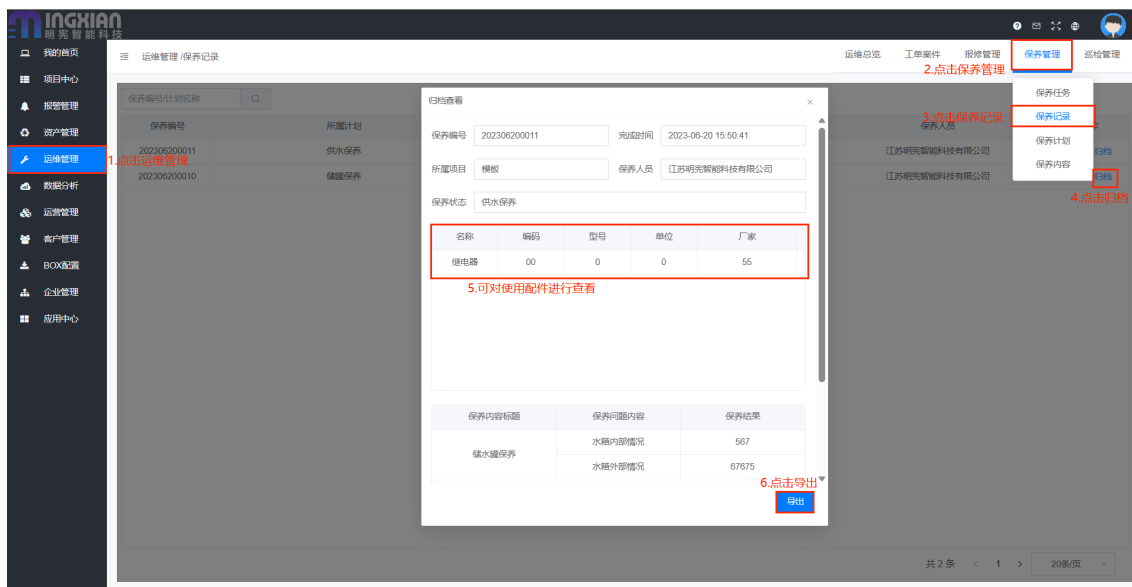 MINGXIAN
明宪智能科技
我的首页
项目中心
报警管理
资产管理
运维管理
数据分析
运营管理
客户管理
BOX配置
企业管理
应用中心
运维管理 /保养记录
运维总览 工单案件 报修管理 保养管理 巡检管理
1.点击运维管理
2.点击保养管理
保养任务
保养记录
保养计划
保养内容
3.点击保养记录
保养编号/计划名称
保养编号 所属计划 保养人员
202306200011 供水保养 江苏明宪智能科技有限公司 归档
202306200010 储罐保养 江苏明宪智能科技有限公司 归档
4.点击归档
归档查看 ×
保养编号 202306200011 完成时间 2023-06-20 15:50:41
所属项目 模板 保养人员 江苏明宪智能科技有限公司
保养状态 供水保养
名称 编码 型号 单位 厂家
继电器 00 0 0 55
5.可对使用配件进行查看
保养内容标题 保养问题内容 保养结果
储水罐保养 水箱内部情况 567
水箱外部情况 67675
6.点击导出
导出
共 2 条 < 1 > 20条/页